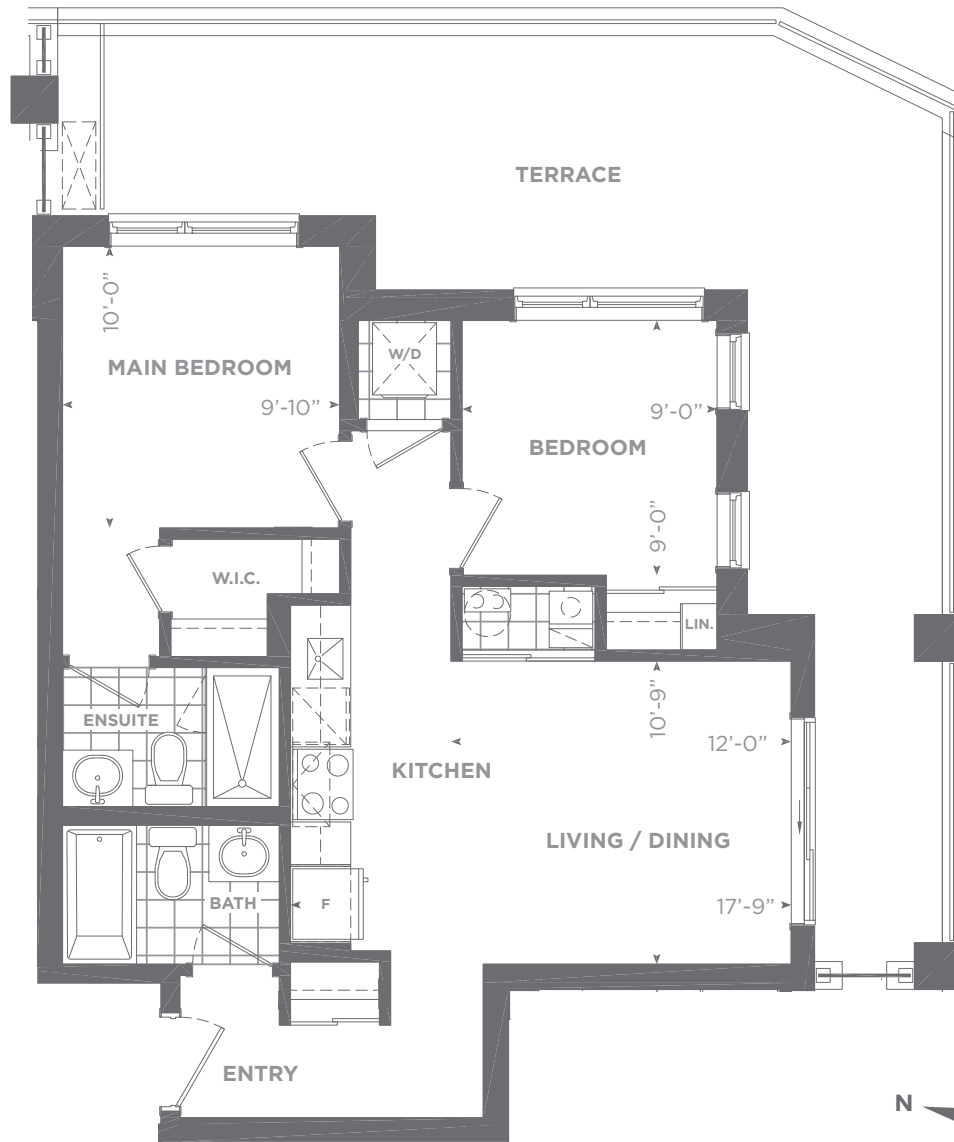 TERRACE
10’-0”
MAIN BEDROOM
9’-10”
W/D
9’-0”
BEDROOM
9’-0”
W.I.C.
LIN.
ENSUITE
10’-9”
12’-0”
KITCHEN
LIVING / DINING
BATH
F
17’-9”
ENTRY
N